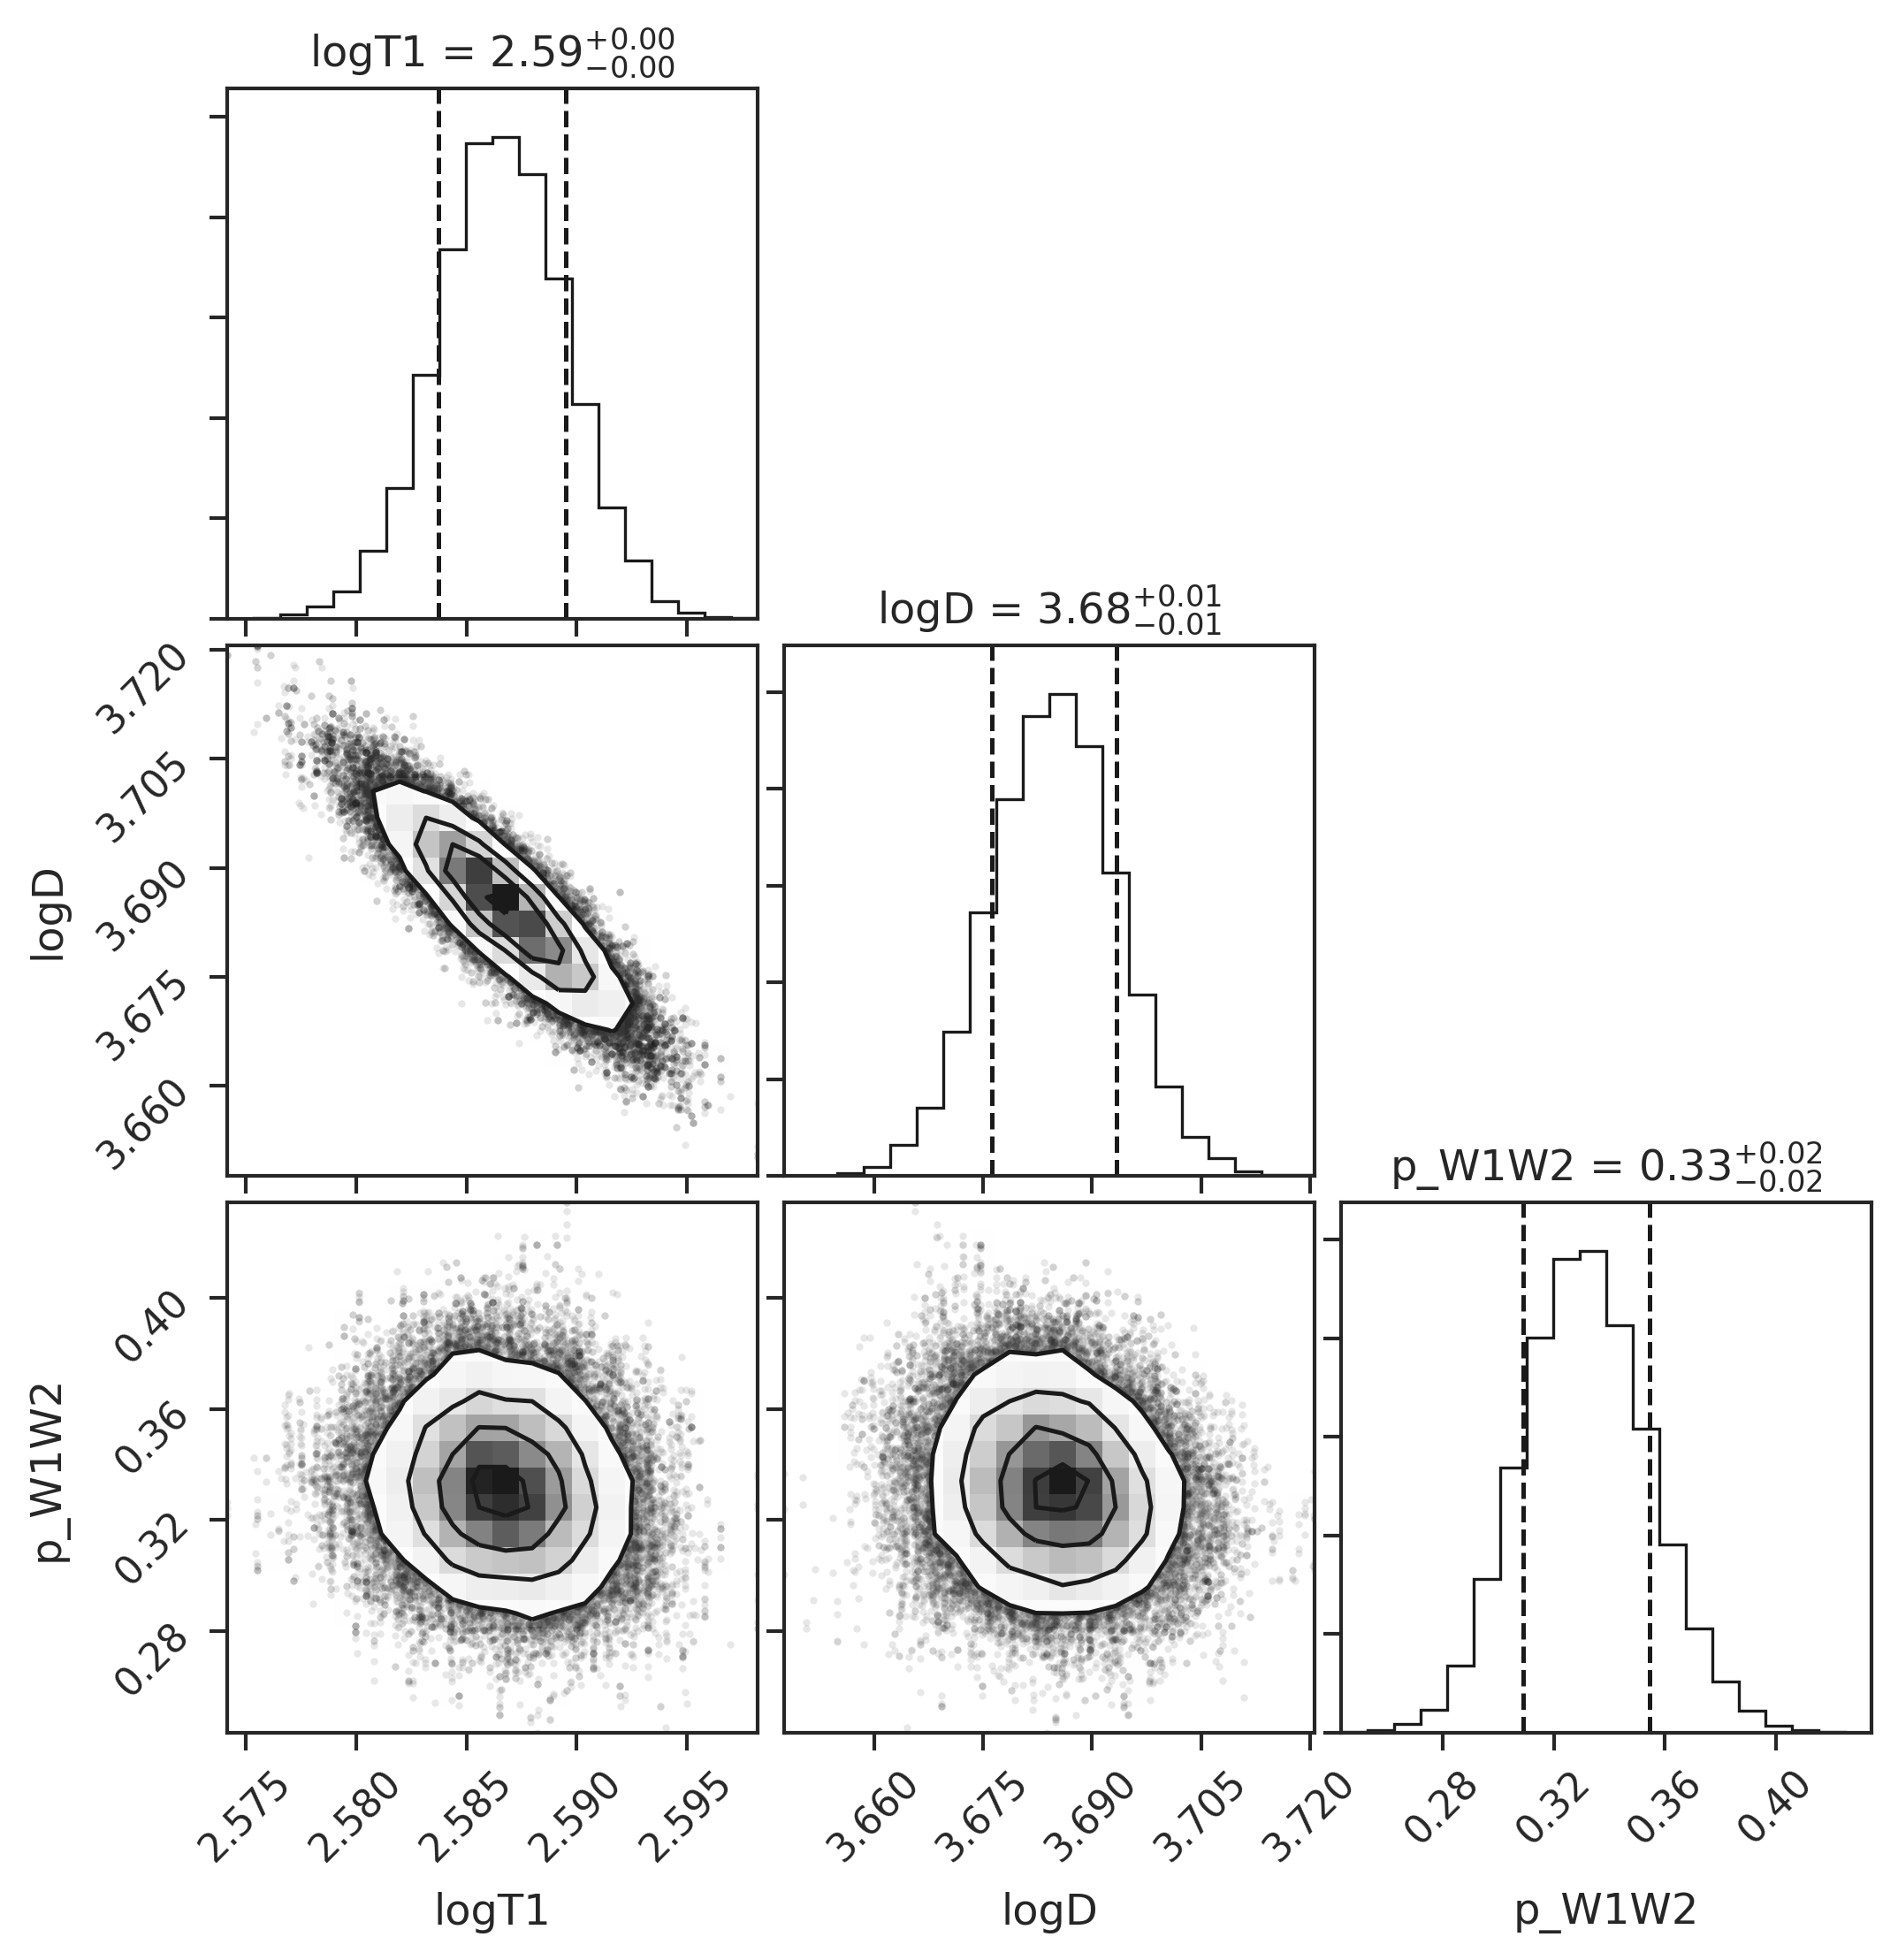 logT1 = 2.59 +0.00 −0.00
logD = 3.68 +0.01 −0.01
3.720
3.705
3.690
3.675
3.660
logD
p_W1W2 = 0.33 +0.02 −0.02
0.40
0.36
0.32
0.28
p_W1W2
2.575 2.580 2.585 2.590 2.595
3.660 3.675 3.690 3.705 3.720
0.28 0.32 0.36 0.40
logT1
logD
p_W1W2